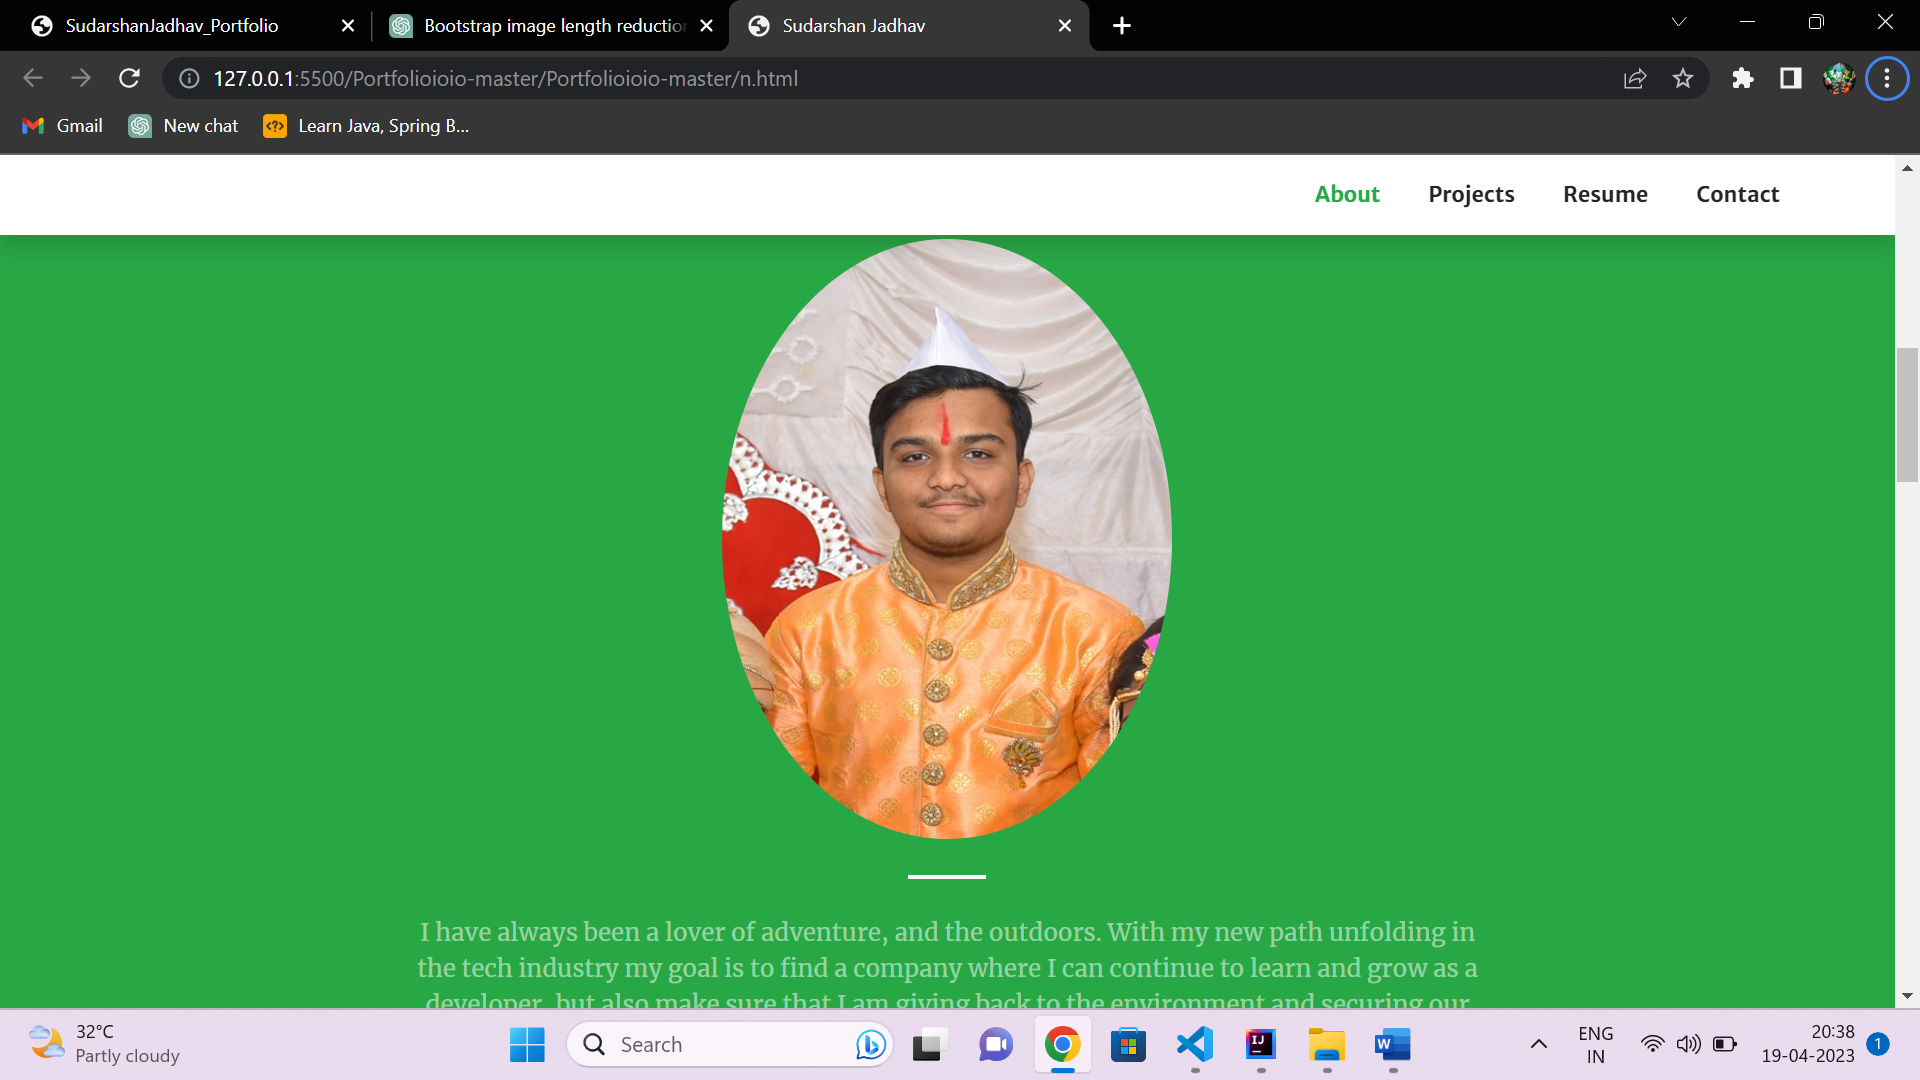 SudarshanJadhav_Portfolio
Bootstrap image length reductio
Sudarshan Jadhav
127.0.0.1:5500/Portfolioioio-master/Portfolioioio-master/n.html
Gmail
New chat
Learn Java, Spring B...
About
Projects
Resume
Contact
I have always been a lover of adventure, and the outdoors. With my new path unfolding in
the tech industry my goal is to find a company where I can continue to learn and grow as a
developer, but also make sure that I am giving back to the environment and securing our
32°C
Partly cloudy
Search
ENG
IN
20:38
19-04-2023
1